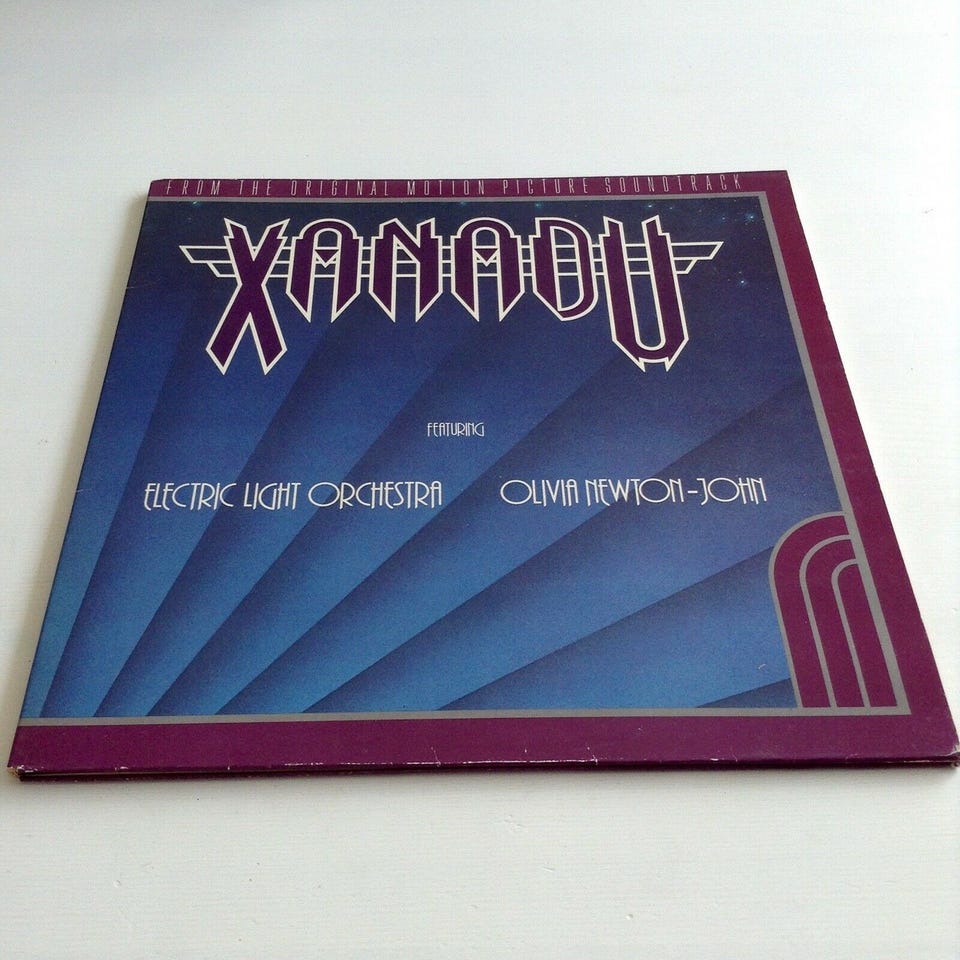 FROM THE ORIGINAL MOTION PICTURE SOUNDTRACK
XANADU
FEATURING
ELECTRIC LIGHT ORCHESTRA OLIVIA NEWTON-JOHN